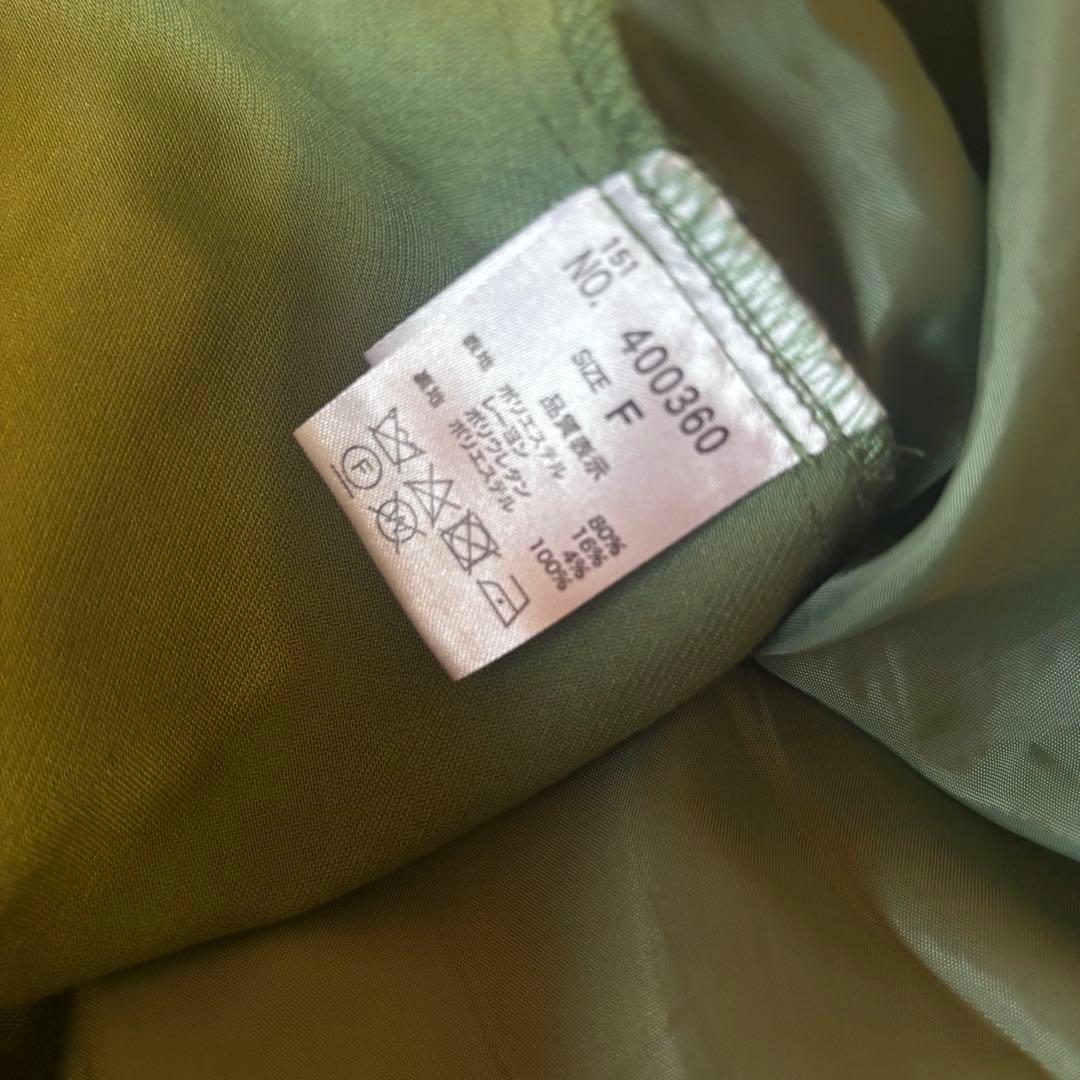 151
NO. 400360
SIZE F
品質表示
表地 ポリエステル 80%
レーヨン 16%
ポリウレタン 4%
裏地 ポリエステル 100%
F
W